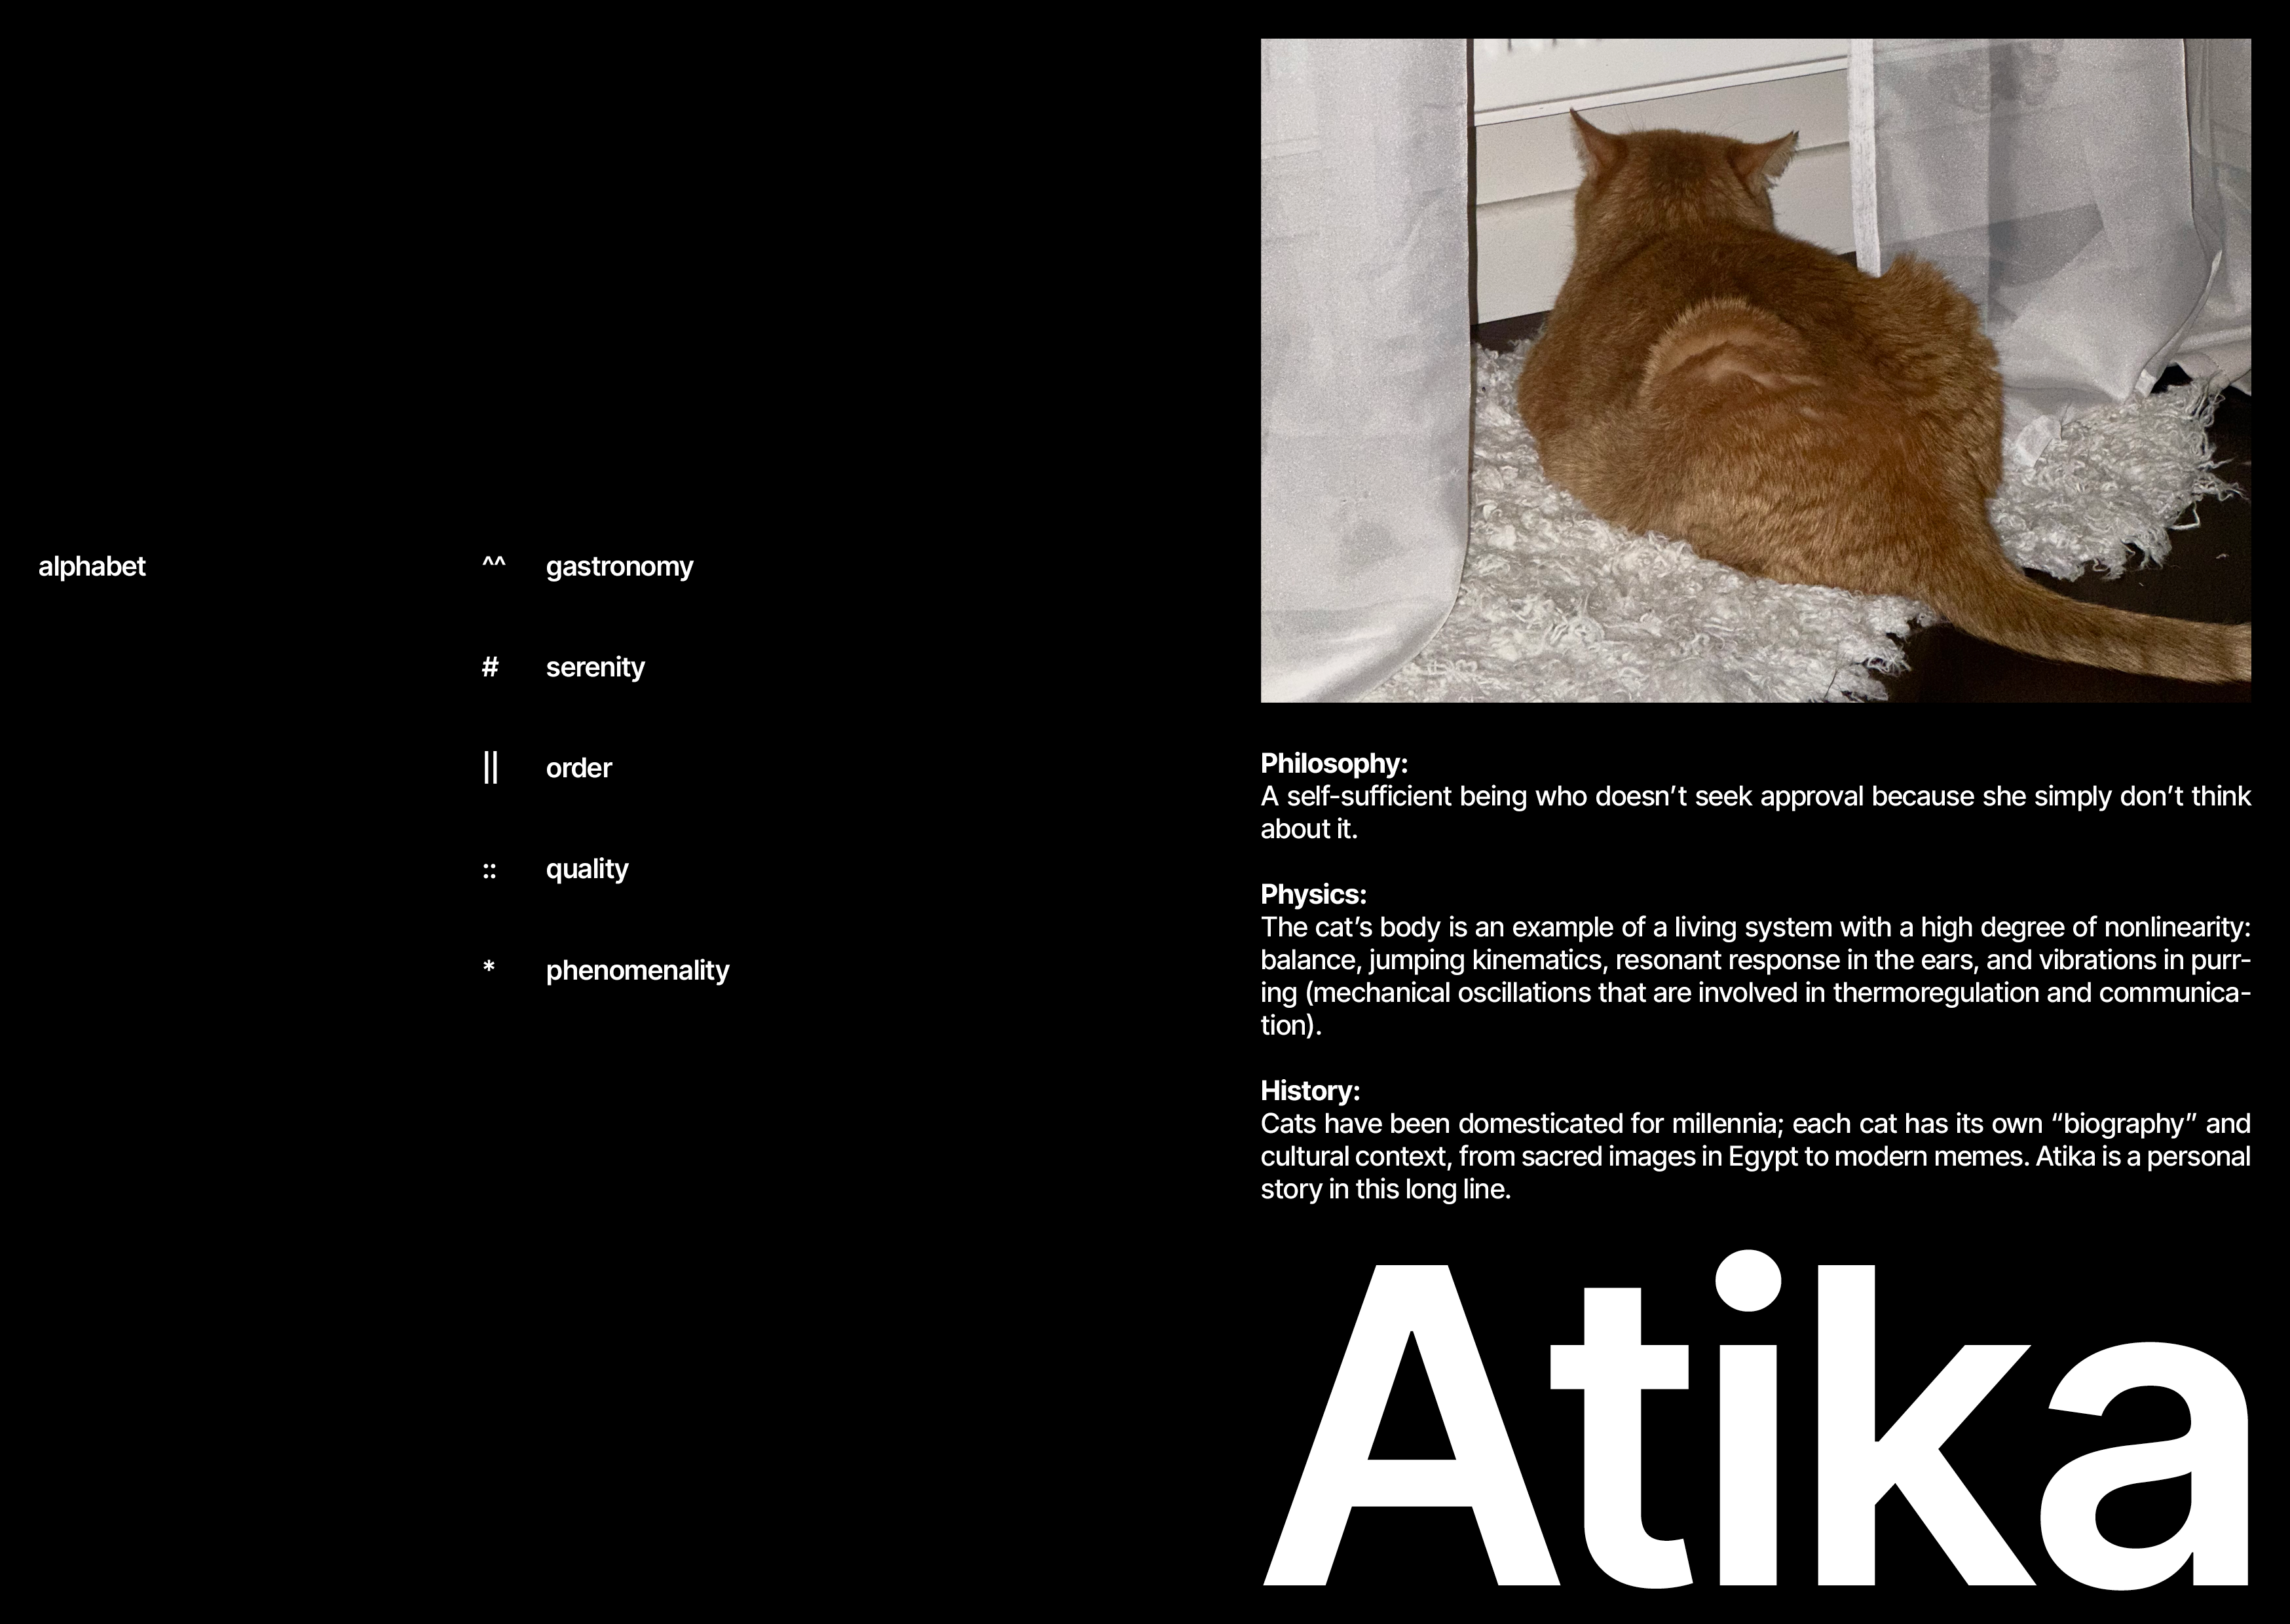 alphabet
^^ gastronomy
# serenity
|| order
:: quality
* phenomenality
Philosophy:
A self-sufficient being who doesn’t seek approval because she simply don’t think
about it.
Physics:
The cat’s body is an example of a living system with a high degree of nonlinearity:
balance, jumping kinematics, resonant response in the ears, and vibrations in purr-
ing (mechanical oscillations that are involved in thermoregulation and communica-
tion).
History:
Cats have been domesticated for millennia; each cat has its own “biography” and
cultural context, from sacred images in Egypt to modern memes. Atika is a personal
story in this long line.
Atika